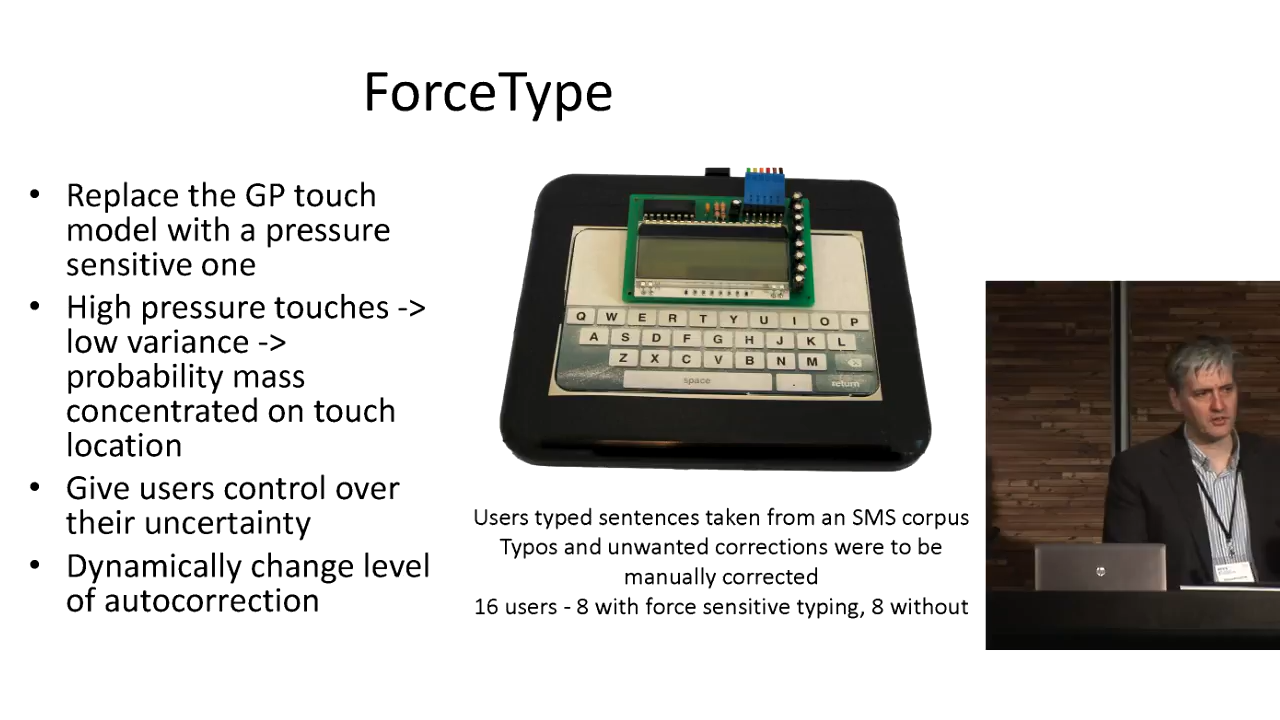 ForceType
• Replace the GP touch
model with a pressure
sensitive one
• High pressure touches ->
low variance ->
probability mass
concentrated on touch
location
• Give users control over
their uncertainty
• Dynamically change level
of autocorrection
Q W E R T Y U I O P
A S D F G H J K L
Z X C V B N M
space . return
Users typed sentences taken from an SMS corpus
Typos and unwanted corrections were to be
manually corrected
16 users - 8 with force sensitive typing, 8 without
hp